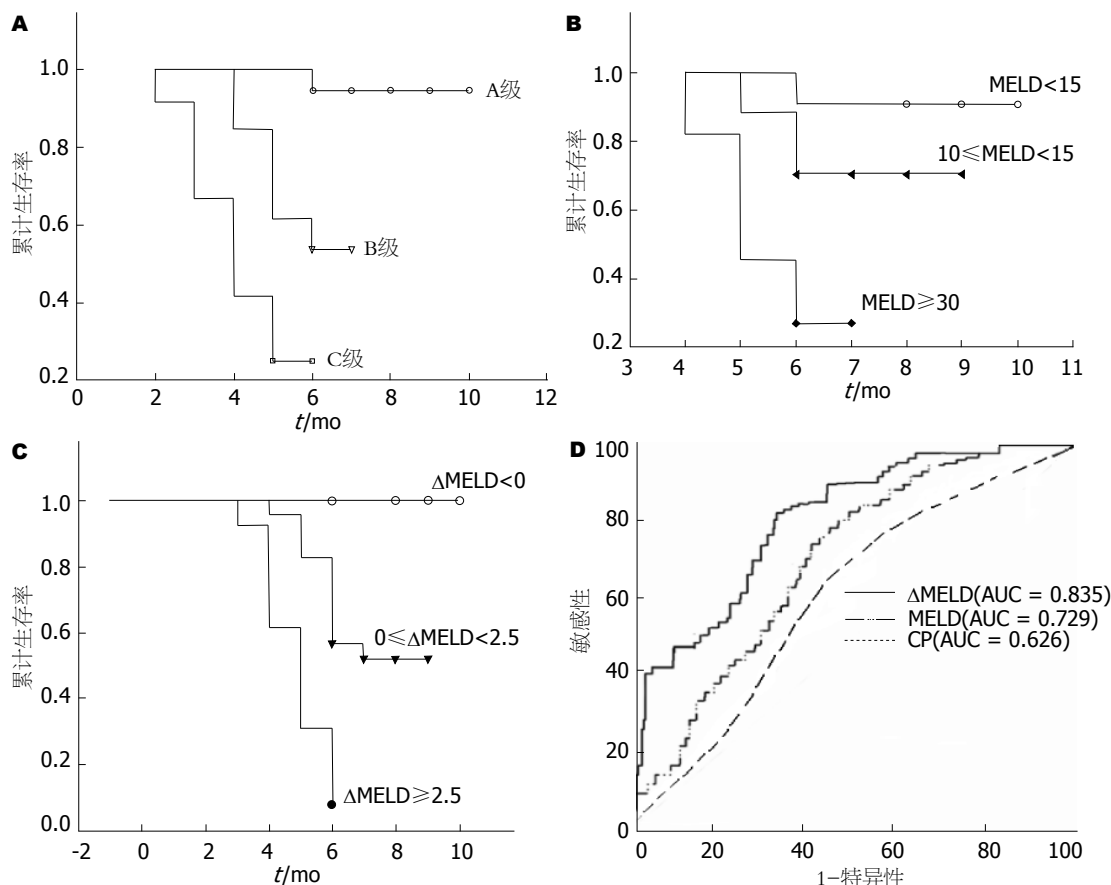 A
累计生存率
1.0
0.8
0.6
0.4
0.2
A级
B级
C级
0 2 4 6 8 10 12
t/mo
B
累计生存率
1.0
0.8
0.6
0.4
0.2
MELD<15
10≤MELD<15
MELD≥30
3 4 5 6 7 8 9 10 11
t/mo
C
累计生存率
1.0
0.8
0.6
0.4
0.2
0.0
ΔMELD<0
0≤ΔMELD<2.5
ΔMELD≥2.5
-2 0 2 4 6 8 10
t/mo
D
敏感性
100
80
60
40
20
0
ΔMELD(AUC = 0.835)
MELD(AUC = 0.729)
CP(AUC = 0.626)
0 20 40 60 80 100
1-特异性